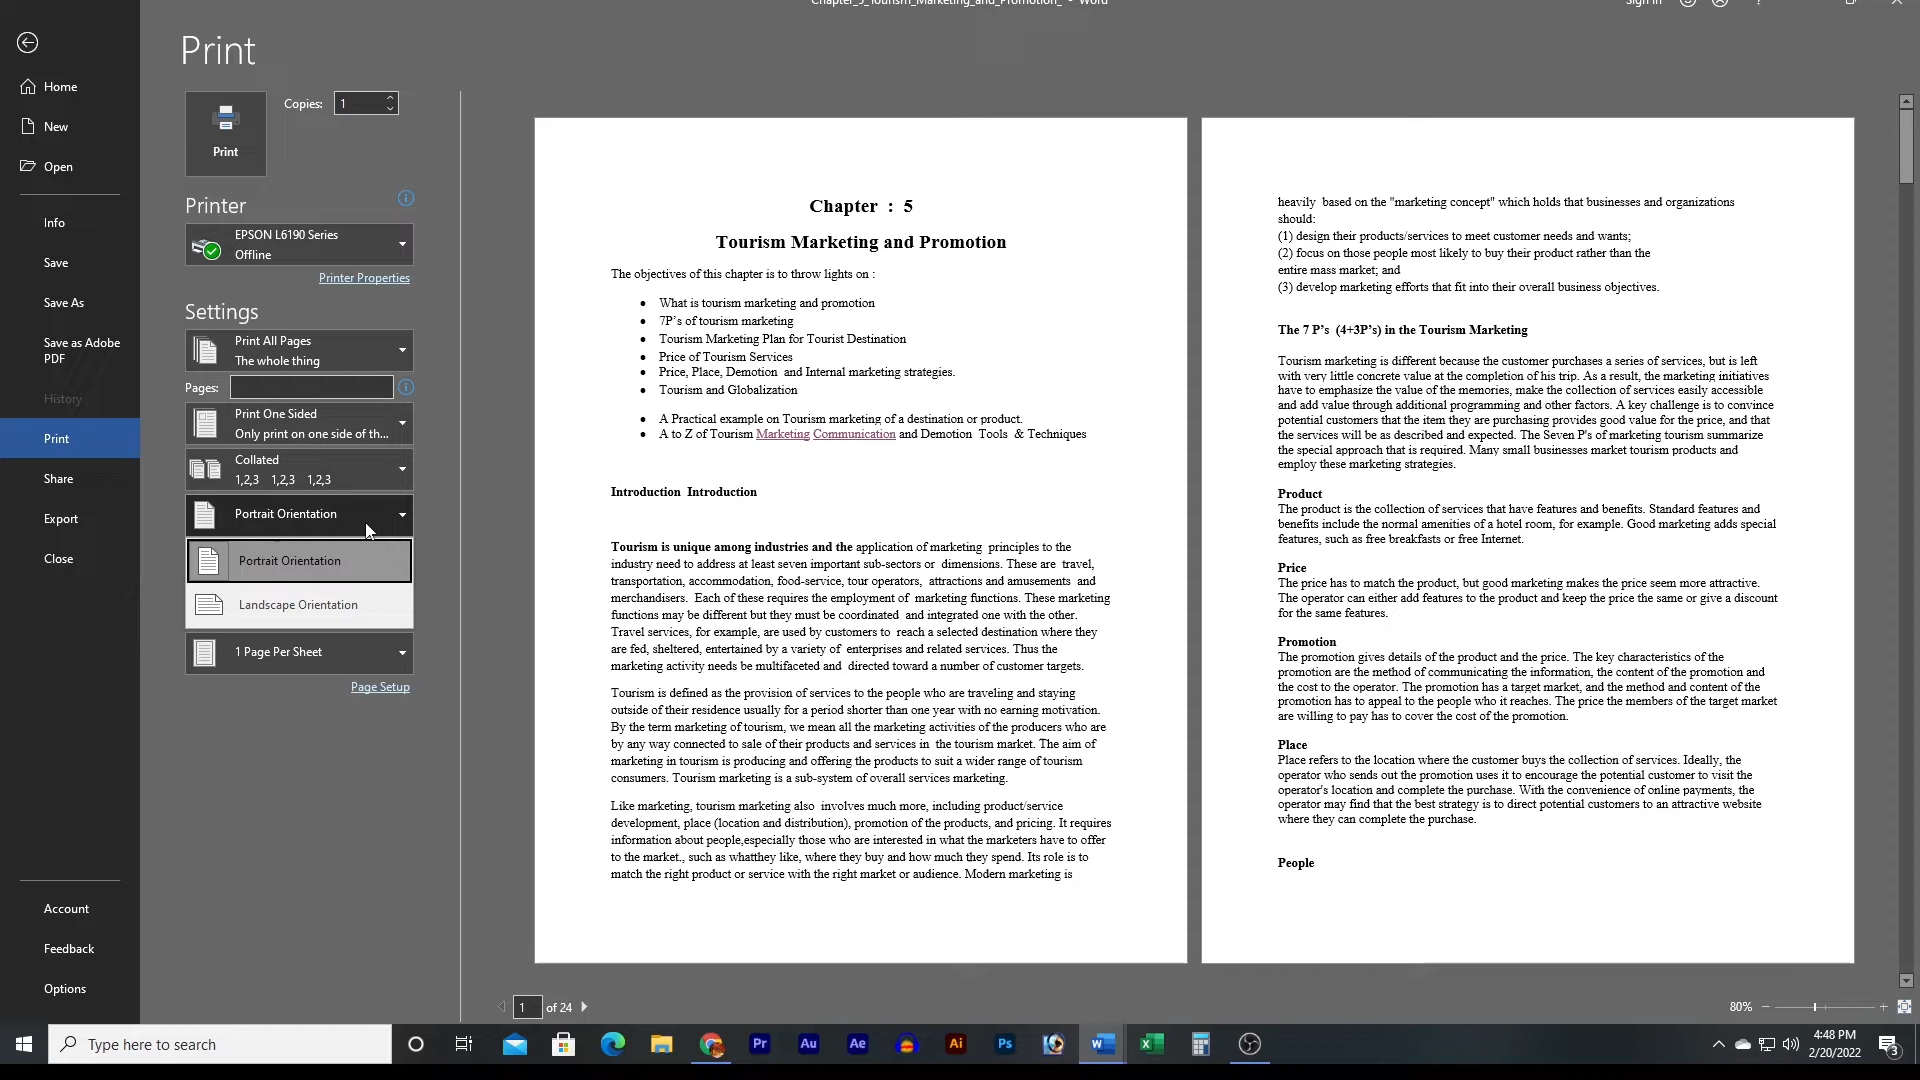 Chapter_5_Tourism_Marketing_and_Promotion_ - Word
Sign in
?
Print
Home
New
Open
Info
Save
Save As
Save as Adobe
PDF
History
Print
Share
Export
Close
Account
Feedback
Options
Print
Copies: 1
Printer
EPSON L6190 Series
Offline
Printer Properties
Settings
Print All Pages
The whole thing
Pages:
Print One Sided
Only print on one side of th...
Collated
1,2,3 1,2,3 1,2,3
Portrait Orientation
Portrait Orientation
Landscape Orientation
1 Page Per Sheet
Page Setup
Chapter : 5
Tourism Marketing and Promotion
The objectives of this chapter is to throw lights on :
• What is tourism marketing and promotion
• 7P’s of tourism marketing
• Tourism Marketing Plan for Tourist Destination
• Price of Tourism Services
• Price, Place, Demotion and Internal marketing strategies.
• Tourism and Globalization
• A Practical example on Tourism marketing of a destination or product.
• A to Z of Tourism Marketing Communication and Demotion Tools & Techniques
Introduction Introduction
Tourism is unique among industries and the application of marketing principles to the
industry need to address at least seven important sub-sectors or dimensions. These are travel,
transportation, accommodation, food-service, tour operators, attractions and amusements and
merchandisers. Each of these requires the employment of marketing functions. These marketing
functions may be different but they must be coordinated and integrated one with the other.
Travel services, for example, are used by customers to reach a selected destination where they
are fed, sheltered, entertained by a variety of enterprises and related services. Thus the
marketing activity needs be multifaceted and directed toward a number of customer targets.
Tourism is defined as the provision of services to the people who are traveling and staying
outside of their residence usually for a period shorter than one year with no earning motivation.
By the term marketing of tourism, we mean all the marketing activities of the producers who are
by any way connected to sale of their products and services in the tourism market. The aim of
marketing in tourism is producing and offering the products to suit a wider range of tourism
consumers. Tourism marketing is a sub-system of overall services marketing.
Like marketing, tourism marketing also involves much more, including product/service
development, place (location and distribution), promotion of the products, and pricing. It requires
information about people,especially those who are interested in what the marketers have to offer
to the market., such as whatthey like, where they buy and how much they spend. Its role is to
match the right product or service with the right market or audience. Modern marketing is
heavily based on the "marketing concept" which holds that businesses and organizations
should:
(1) design their products/services to meet customer needs and wants;
(2) focus on those people most likely to buy their product rather than the
entire mass market; and
(3) develop marketing efforts that fit into their overall business objectives.
The 7 P’s (4+3P’s) in the Tourism Marketing
Tourism marketing is different because the customer purchases a series of services, but is left
with very little concrete value at the completion of his trip. As a result, the marketing initiatives
have to emphasize the value of the memories, make the collection of services easily accessible
and add value through additional programming and other factors. A key challenge is to convince
potential customers that the item they are purchasing provides good value for the price, and that
the services will be as described and expected. The Seven P's of marketing tourism summarize
the special approach that is required. Many small businesses market tourism products and
employ these marketing strategies.
Product
The product is the collection of services that have features and benefits. Standard features and
benefits include the normal amenities of a hotel room, for example. Good marketing adds special
features, such as free breakfasts or free Internet.
Price
The price has to match the product, but good marketing makes the price seem more attractive.
The operator can either add features to the product and keep the price the same or give a discount
for the same features.
Promotion
The promotion gives details of the product and the price. The key characteristics of the
promotion are the method of communicating the information, the content of the promotion and
the cost to the operator. The promotion has a target market, and the method and content of the
promotion has to appeal to the people who it reaches. The price the members of the target market
are willing to pay has to cover the cost of the promotion.
Place
Place refers to the location where the customer buys the collection of services. Ideally, the
operator who sends out the promotion uses it to encourage the potential customer to visit the
operator's location and complete the purchase. With the convenience of online payments, the
operator may find that the best strategy is to direct potential customers to an attractive website
where they can complete the purchase.
People
1 of 24
80%
Type here to search
Pr
Au
Ae
Ai
Ps
4:48 PM
2/20/2022
3